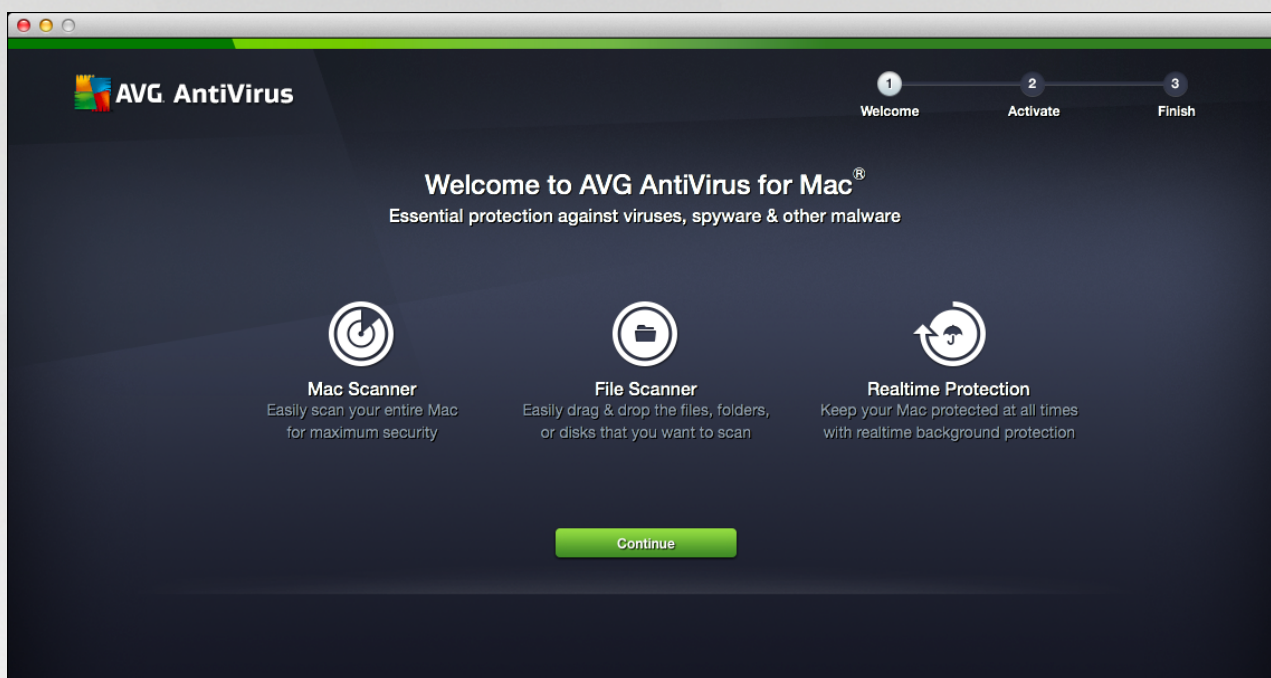 AVG. AntiVirus
1
2
3
Welcome
Activate
Finish
Welcome to AVG AntiVirus for Mac®
Essential protection against viruses, spyware & other malware
Mac Scanner
Easily scan your entire Mac
for maximum security
File Scanner
Easily drag & drop the files, folders,
or disks that you want to scan
Realtime Protection
Keep your Mac protected at all times
with realtime background protection
Continue